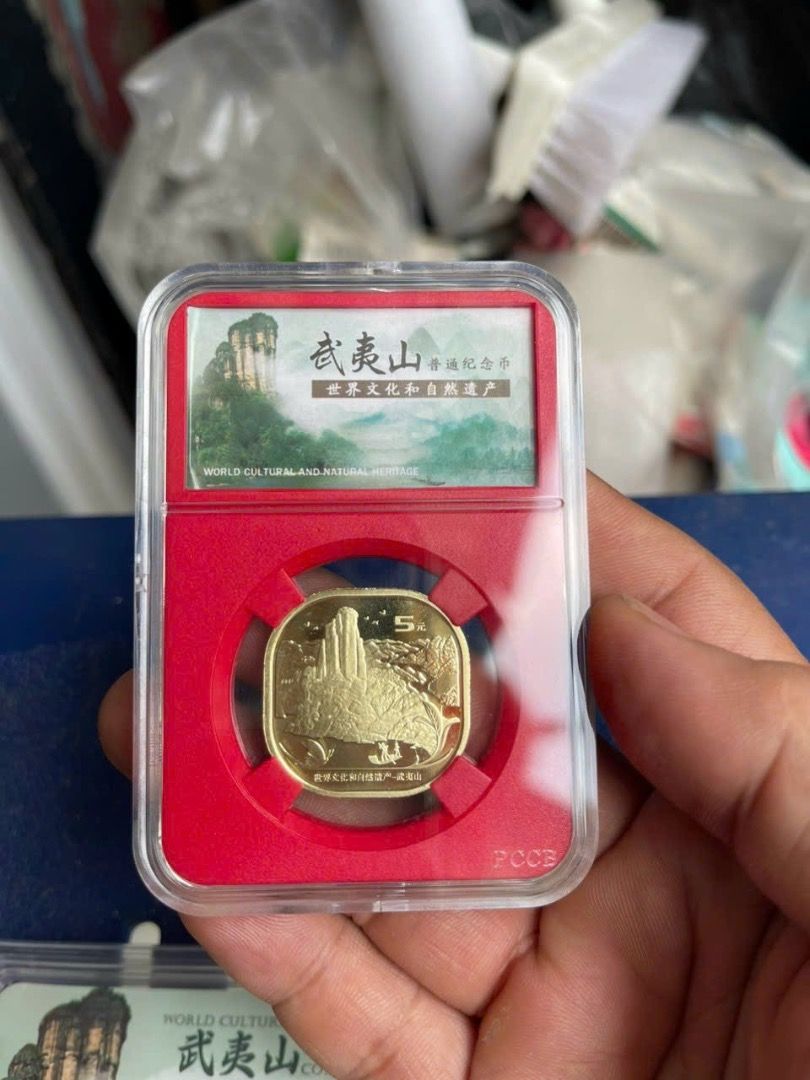 武夷山 普通纪念币
世界文化和自然遗产
WORLD CULTURAL AND NATURAL HERITAGE
5元
世界文化和自然遗产-武夷山
PCCB
WORLD CULTUR
武夷山